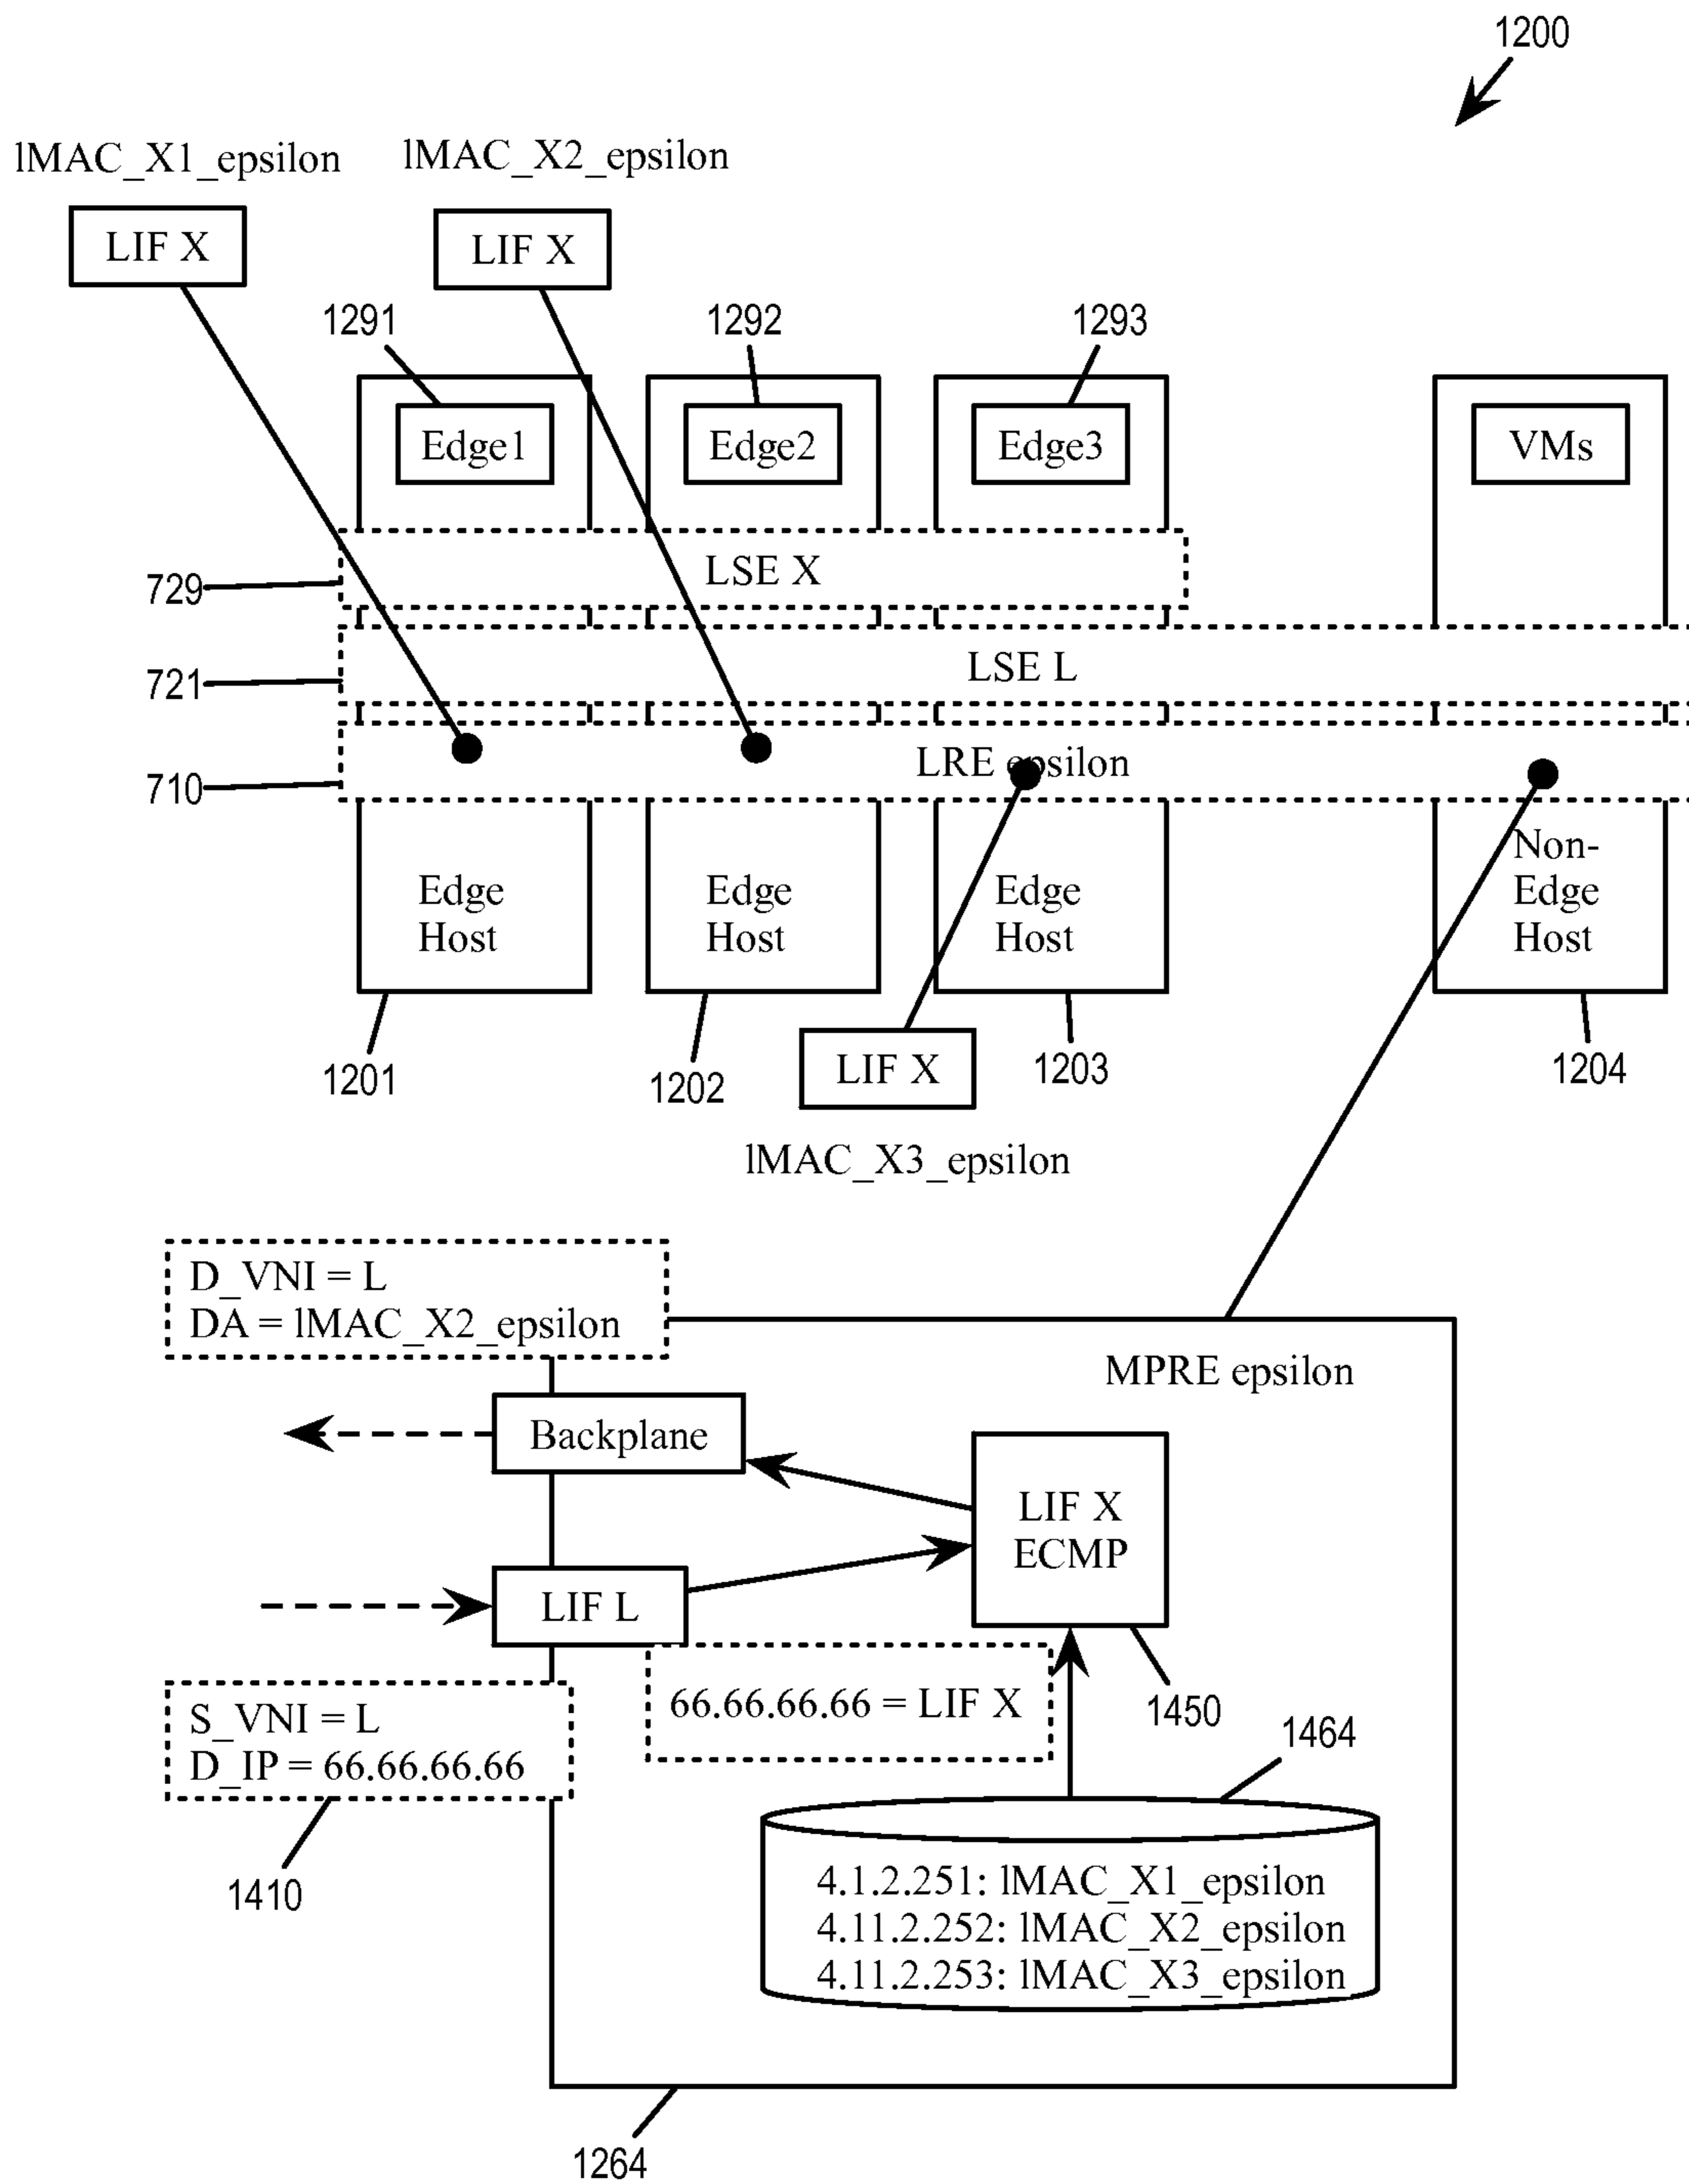 1200
lMAC_X1_epsilon
lMAC_X2_epsilon
LIF X
LIF X
1291
1292
1293
Edge1
Edge2
Edge3
VMs
LSE X
729
LSE L
721
LRE epsilon
710
Edge
Host
Edge
Host
Edge
Host
Non-
Edge
Host
1201
1202
LIF X
1203
1204
lMAC_X3_epsilon
D_VNI = L
DA = lMAC_X2_epsilon
MPRE epsilon
Backplane
LIF X
ECMP
LIF L
66.66.66.66 = LIF X
1450
S_VNI = L
D_IP = 66.66.66.66
1464
1410
4.1.2.251: lMAC_X1_epsilon
4.11.2.252: lMAC_X2_epsilon
4.11.2.253: lMAC_X3_epsilon
1264